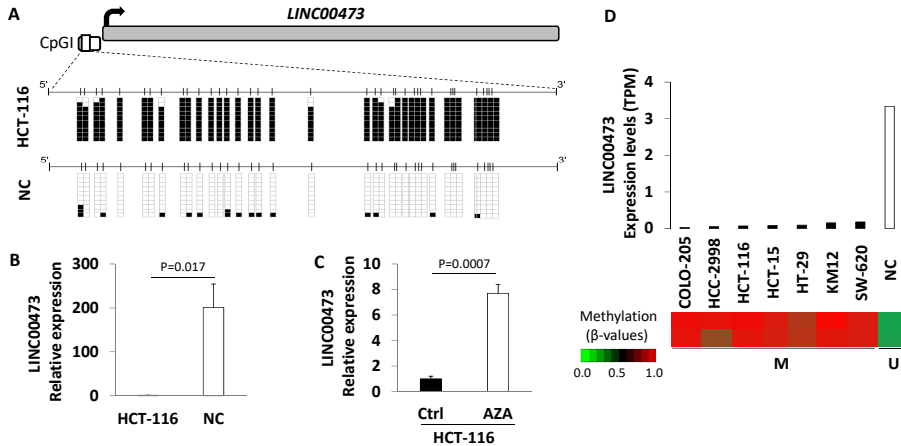 A
LINC00473
CpGI
5'
3'
HCT-116
5'
3'
NC
B
P=0.017
LINC00473
Relative expression
300
200
100
0
HCT-116
NC
C
P=0.0007
LINC00473
Relative expression
10
8
6
4
2
0
Ctrl
AZA
HCT-116
D
LINC00473
Expression levels (TPM)
4
3
2
1
0
COLO-205
HCC-2998
HCT-116
HCT-15
HT-29
KM12
SW-620
NC
Methylation
(β-values)
0.0
0.5
1.0
M
U